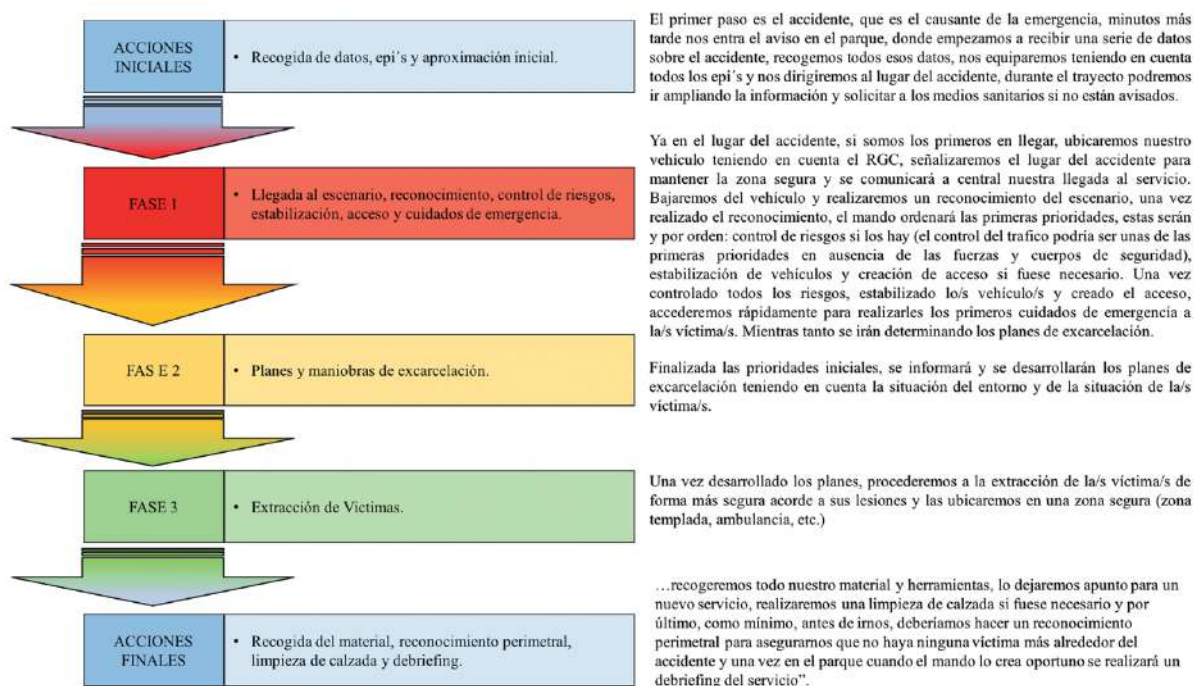 ACCIONES
INICIALES
• Recogida de datos, epi´s y aproximación inicial.
El primer paso es el accidente, que es el causante de la emergencia, minutos más
tarde nos entra el aviso en el parque, donde empezamos a recibir una serie de datos
sobre el accidente, recogemos todos esos datos, nos equiparemos teniendo en cuenta
todos los epi´s y nos dirigiremos al lugar del accidente, durante el trayecto podremos
ir ampliando la información y solicitar a los medios sanitarios si no están avisados.
FASE 1
• Llegada al escenario, reconocimiento, control de riesgos,
estabilización, acceso y cuidados de emergencia.
Ya en el lugar del accidente, si somos los primeros en llegar, ubicaremos nuestro
vehículo teniendo en cuenta el RGC, señalizaremos el lugar del accidente para
mantener la zona segura y se comunicará a central nuestra llegada al servicio.
Bajaremos del vehículo y realizaremos un reconocimiento del escenario, una vez
realizado el reconocimiento, el mando ordenará las primeras prioridades, estas serán
y por orden: control de riesgos si los hay (el control del trafico podría ser unas de las
primeras prioridades en ausencia de las fuerzas y cuerpos de seguridad),
estabilización de vehículos y creación de acceso si fuese necesario. Una vez
controlado todos los riesgos, estabilizado lo/s vehículo/s y creado el acceso,
accederemos rápidamente para realizarles los primeros cuidados de emergencia a
la/s víctima/s. Mientras tanto se irán determinando los planes de excarcelación.
FAS E 2
• Planes y maniobras de excarcelación.
Finalizada las prioridades iniciales, se informará y se desarrollarán los planes de
excarcelación teniendo en cuenta la situación del entorno y de la situación de la/s
víctima/s.
FASE 3
• Extracción de Victimas.
Una vez desarrollado los planes, procederemos a la extracción de la/s víctima/s de
forma más segura acorde a sus lesiones y las ubicaremos en una zona segura (zona
templada, ambulancia, etc.)
ACCIONES
FINALES
• Recogida del material, reconocimiento perimetral,
limpieza de calzada y debriefing.
…recogeremos todo nuestro material y herramientas, lo dejaremos apunto para un
nuevo servicio, realizaremos una limpieza de calzada si fuese necesario y por
último, como mínimo, antes de irnos, deberíamos hacer un reconocimiento
perimetral para asegurarnos que no haya ninguna víctima más alrededor del
accidente y una vez en el parque cuando el mando lo crea oportuno se realizará un
debriefing del servicio”.